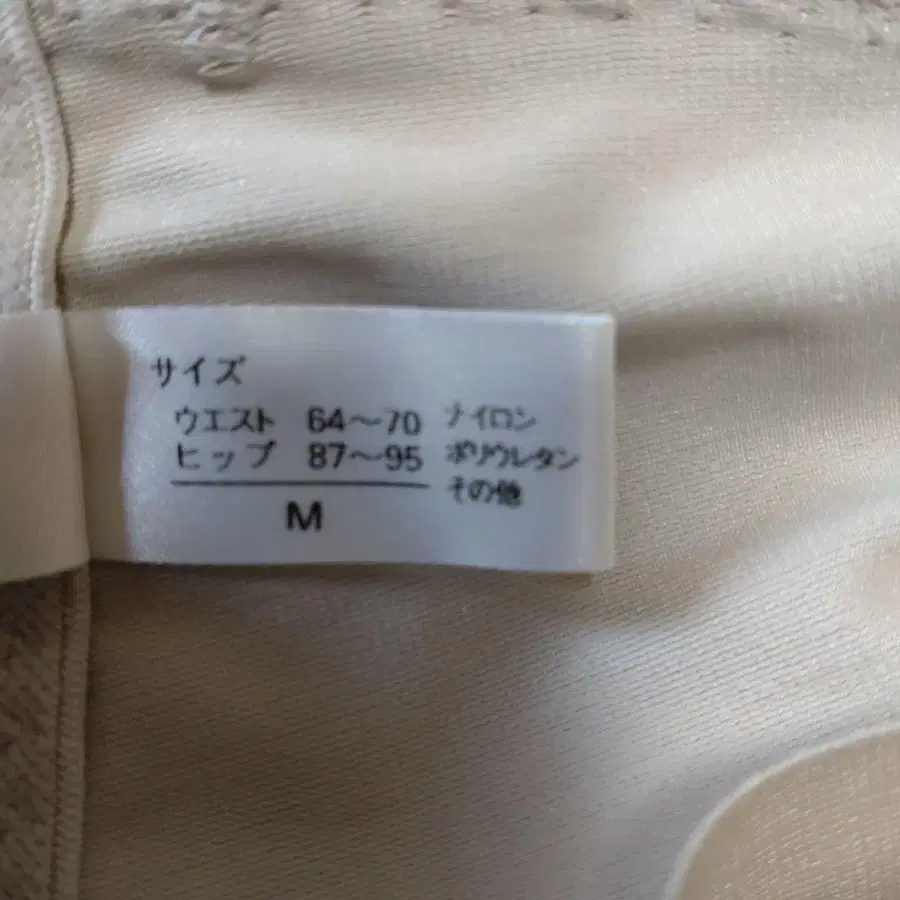 サイズ
ウエスト 64〜70
ヒップ 87〜95
M
ナイロン
ポリウレタン
その他